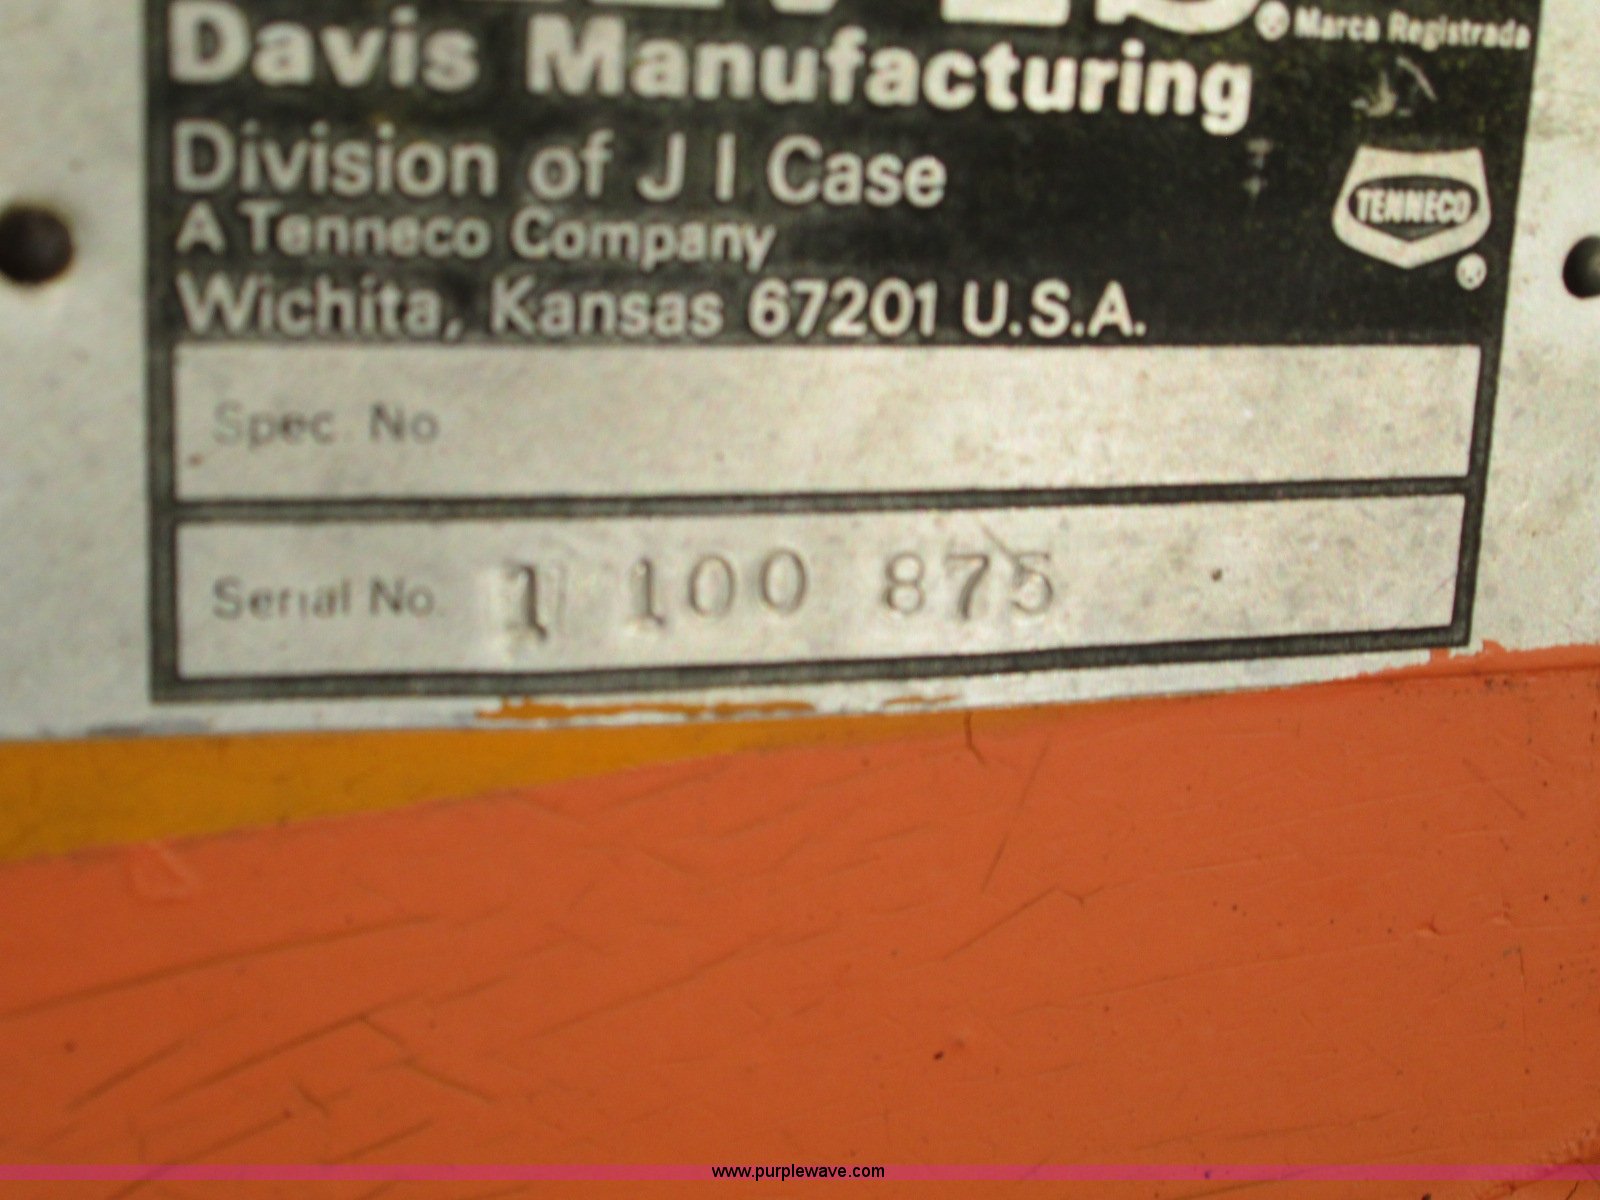 ® Marca Registrada
Davis Manufacturing
Division of J I Case
A Tenneco Company
TENNECO
®
Wichita, Kansas 67201 U.S.A.
Spec. No
Serial No. 1 100 875
www.purplewave.com